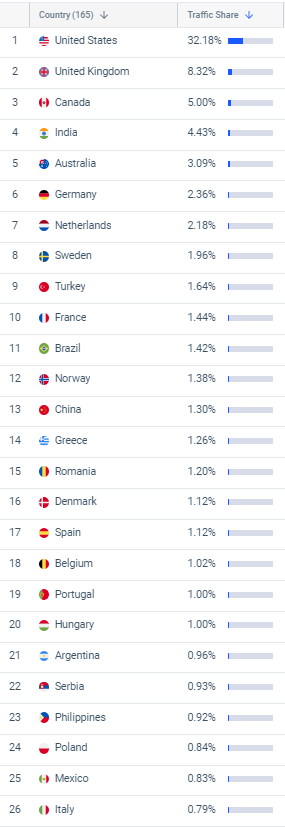 Country (165) ↓ Traffic Share ↓
1 United States 32.18%
2 United Kingdom 8.32%
3 Canada 5.00%
4 India 4.43%
5 Australia 3.09%
6 Germany 2.36%
7 Netherlands 2.18%
8 Sweden 1.96%
9 Turkey 1.64%
10 France 1.44%
11 Brazil 1.42%
12 Norway 1.38%
13 China 1.30%
14 Greece 1.26%
15 Romania 1.20%
16 Denmark 1.12%
17 Spain 1.12%
18 Belgium 1.02%
19 Portugal 1.00%
20 Hungary 1.00%
21 Argentina 0.96%
22 Serbia 0.93%
23 Philippines 0.92%
24 Poland 0.84%
25 Mexico 0.83%
26 Italy 0.79%